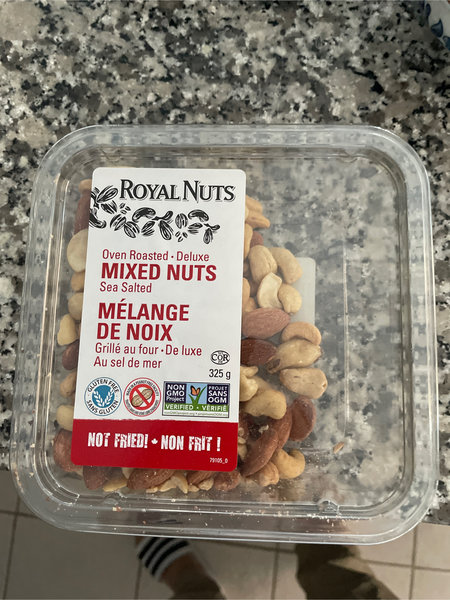 ROYAL NUTS
Oven Roasted • Deluxe
MIXED NUTS
Sea Salted
MÉLANGE
DE NOIX
Grillé au four • De luxe
Au sel de mer
COR
325 g
GLUTEN FREE
SANS GLUTEN
NON
GMO
Project
VERIFIED
PROJET
SANS
OGM
VÉRIFIÉ
NOT FRIED! • NON FRIT !
79105_0